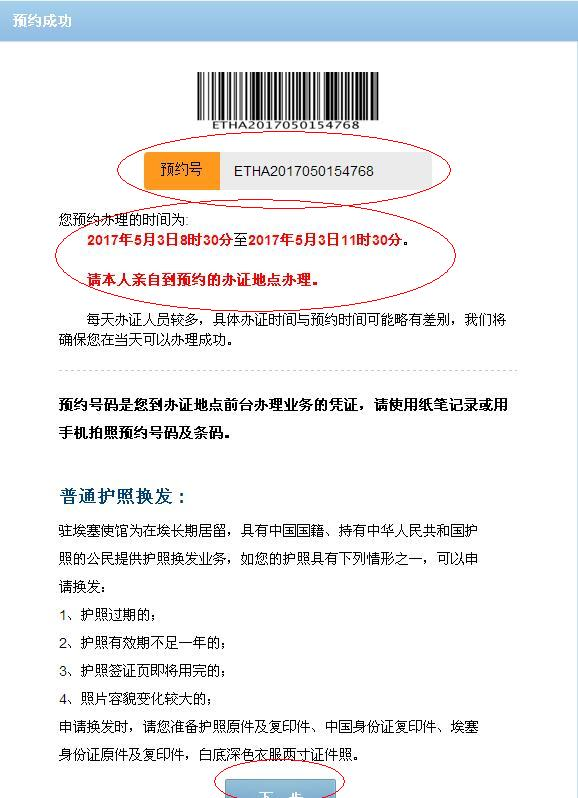 预约成功
ETHA2017050154768
预约号 ETHA2017050154768
您预约办理的时间为:
2017年5月3日8时30分至2017年5月3日11时30分。
请本人亲自到预约的办证地点办理。
每天办证人员较多，具体办证时间与预约时间可能略有差别，我们将
确保您在当天可以办理成功。
预约号码是您到办证地点前台办理业务的凭证，请使用纸笔记录或用
手机拍照预约号码及条码。
普通护照换发：
驻埃塞使馆为在埃长期居留，具有中国国籍、持有中华人民共和国护
照的公民提供护照换发业务，如您的护照具有下列情形之一，可以申
请换发：
1、护照过期的；
2、护照有效期不足一年的；
3、护照签证页即将用完的；
4、照片容貌变化较大的；
申请换发时，请您准备护照原件及复印件、中国身份证复印件、埃塞
身份证原件及复印件，白底深色衣服两寸证件照。
下一步